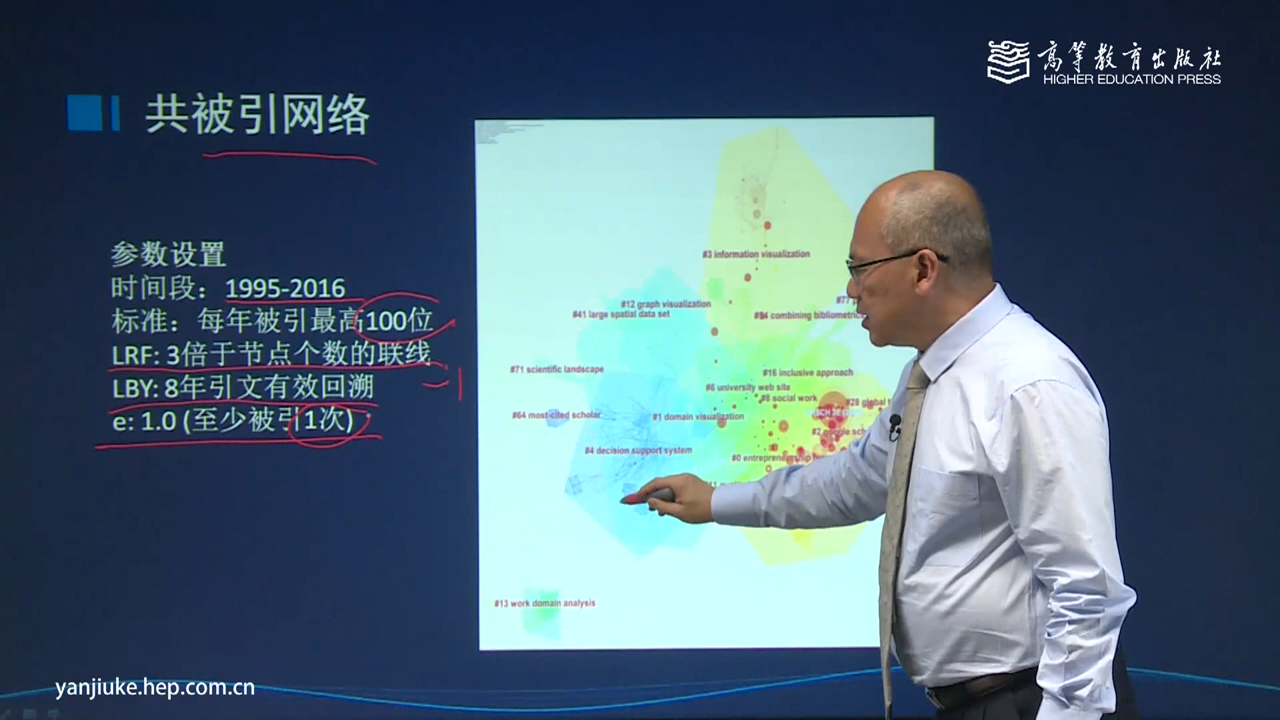 高等教育出版社
HIGHER EDUCATION PRESS
共被引网络
参数设置
时间段：1995-2016
标准：每年被引最高100位
LRF: 3倍于节点个数的联线
LBY: 8年引文有效回溯
e: 1.0 (至少被引1次)
#3 information visualization
#12 graph visualization
#41 large spatial data set
combining bibliometrics
#71 scientific landscape
#16 inclusive approach
#6 university web site
#8 social work
#28 global
#64 most-cited scholar
#1 domain visualization
#2 google
#4 decision support system
#13 work domain analysis
yanjiuke.hep.com.cn